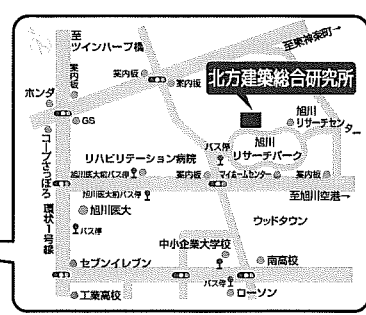 至
ツインハーブ橋
至東神楽町→
案内板
案内板
案内板
ホンダ
北方建築総合研究所
GS
旭川
リサーチセンター
コープさっぽろ
環状1号線
バス停
旭川
リサーチパーク
リハビリテーション病院
案内板
マイホームセンター
案内板
旭川医大前バス停
旭川医大前バス停
至旭川空港→
旭川医大
ウッドタウン
バス停
中小企業大学校
セブンイレブン
南高校
バス停
工業高校
ローソン